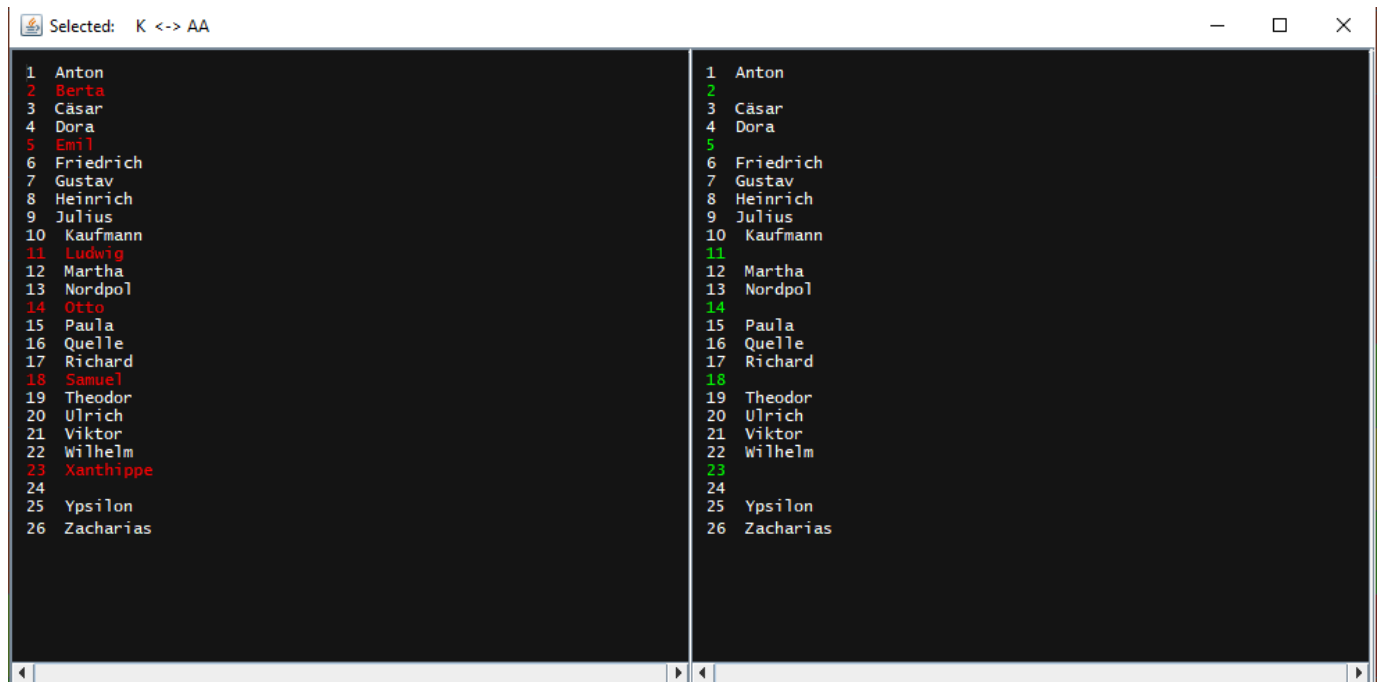 Selected: K <-> AA
1 Anton
2 Berta
3 Cäsar
4 Dora
5 Emil
6 Friedrich
7 Gustav
8 Heinrich
9 Julius
10 Kaufmann
11 Ludwig
12 Martha
13 Nordpol
14 Otto
15 Paula
16 Quelle
17 Richard
18 Samuel
19 Theodor
20 Ulrich
21 Viktor
22 Wilhelm
23 Xanthippe
24
25 Ypsilon
26 Zacharias
1 Anton
2
3 Cäsar
4 Dora
5
6 Friedrich
7 Gustav
8 Heinrich
9 Julius
10 Kaufmann
11
12 Martha
13 Nordpol
14
15 Paula
16 Quelle
17 Richard
18
19 Theodor
20 Ulrich
21 Viktor
22 Wilhelm
23
24
25 Ypsilon
26 Zacharias